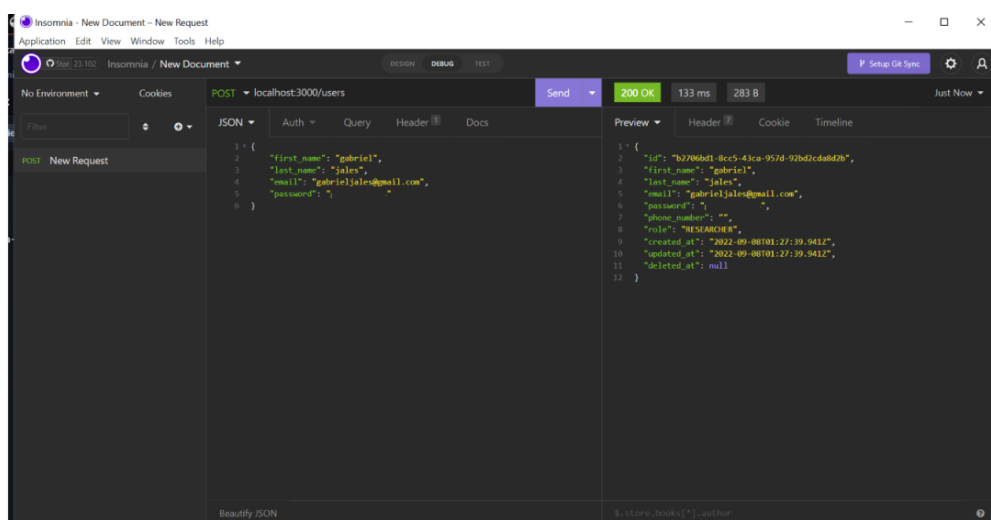 Insomnia - New Document – New Request
Application Edit View Window Tools Help
Star 23,102 Insomnia / New Document DESIGN DEBUG TEST Setup Git Sync
No Environment Cookies POST localhost:3000/users Send 200 OK 133 ms 283 B Just Now
Filter JSON Auth Query Header 1 Docs Preview Header 7 Cookie Timeline
POST New Request
1 {
2 "first_name": "gabriel",
3 "last_name": "jales",
4 "email": "gabrieljales@gmail.com",
5 "password": " "
6 }
1 {
2 "id": "b2706bd1-8cc5-43ca-957d-92bd2cda8d2b",
3 "first_name": "gabriel",
4 "last_name": "jales",
5 "email": "gabrieljales@gmail.com",
6 "password": " ",
7 "phone_number": "",
8 "role": "RESEARCHER",
9 "created_at": "2022-09-08T01:27:39.941Z",
10 "updated_at": "2022-09-08T01:27:39.941Z",
11 "deleted_at": null
12 }
Beautify JSON $.store.books[*].author